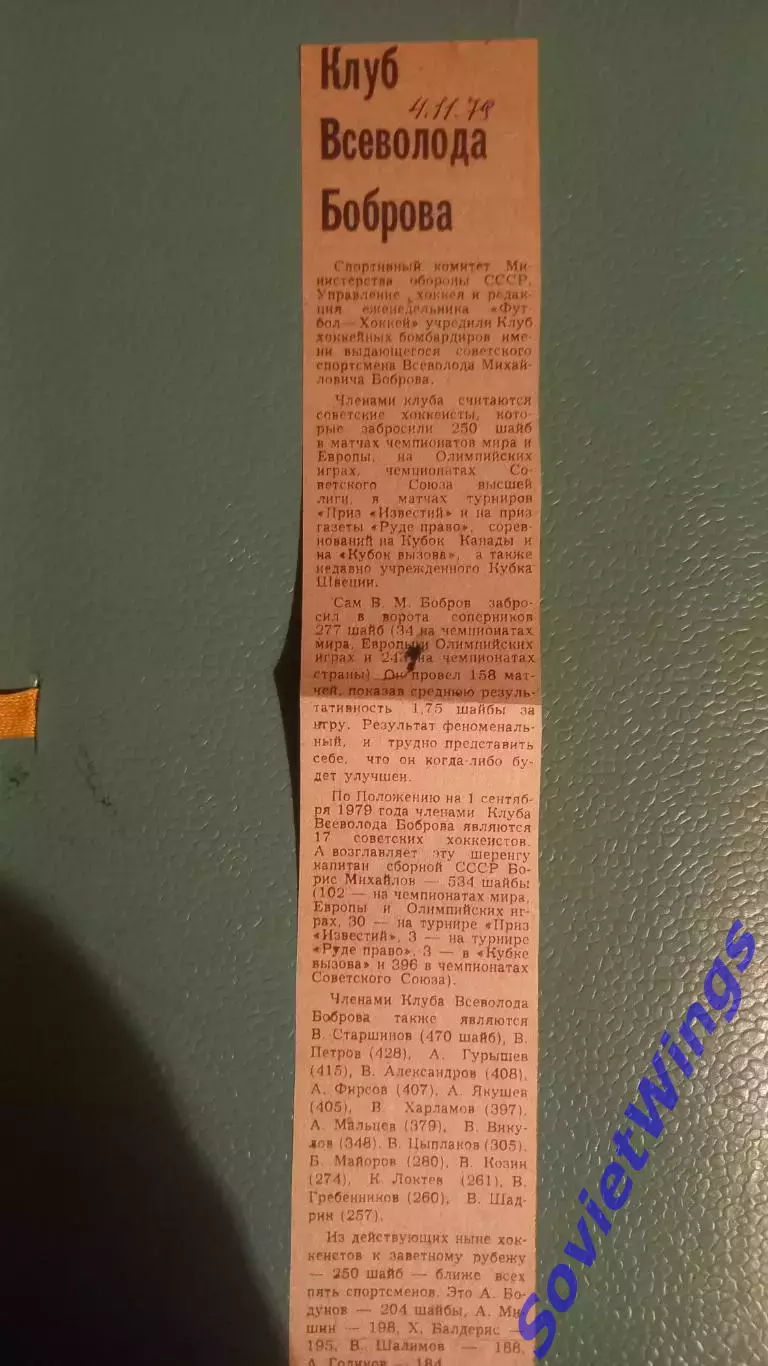 Клуб
4.11.79
Всеволода
Боброва
Спортивный комитет Ми-
нистерства обороны СССР,
Управление хоккея и редак-
ция еженедельника «Фут-
бол—Хоккей» учредили Клуб
хоккейных бомбардиров име-
ни выдающегося советского
спортсмена Всеволода Михай-
ловича Боброва.
Членами клуба считаются
советские хоккеисты, кото-
рые забросили 250 шайб
в матчах чемпионатов мира и
Европы, на Олимпийских
играх, чемпионатах Со-
ветского Союза высшей
лиги, в матчах турниров
«Приз «Известий» и на приз
газеты «Руде право», сорев-
нований на Кубок Канады и
на «Кубок вызова», а также
недавно учрежденного Кубка
Швеции.
Сам В. М. Бобров забро-
сил в ворота соперников
277 шайб (34 на чемпионатах
мира, Европы и Олимпийских
играх и 243 на чемпионатах
страны). Он провел 158 мат-
чей, показав среднюю резуль-
тативность 1,75 шайбы за
игру. Результат феноменаль-
ный, и трудно представить
себе, что он когда-либо бу-
дет улучшен.
По Положению на 1 сентяб-
ря 1979 года членами Клуба
Всеволода Боброва являются
17 советских хоккеистов.
А возглавляет эту шеренгу
капитан сборной СССР Бо-
рис Михайлов — 534 шайбы
(102 — на чемпионатах мира,
Европы и Олимпийских иг-
рах, 30 — на турнире «Приз
«Известий», 3 — на турнире
«Руде право», 3 — в «Кубке
вызова» и 396 в чемпионатах
Советского Союза).
Членами Клуба Всеволода
Боброва также являются
В. Старшинов (470 шайб), В.
Петров (428), А. Гурышев
(415), В. Александров (408),
А. Фирсов (407), А. Якушев
(405), В. Харламов (397),
А. Мальцев (379), В. Вику-
лов (348), В. Цыплаков (305),
Б. Майоров (280), В. Козин
(274), К. Локтев (261), В.
Гребенников (260), В. Шад-
рин (257).
Из действующих ныне хок-
кеистов к заветному рубежу
— 250 шайб — ближе всех
пять спортсменов. Это А. Бо-
дунов — 204 шайбы, А. Ми-
шин — 198, Х. Балдерис —
195, В. Шалимов — 188,
А. Голиков — 184
SovietWings